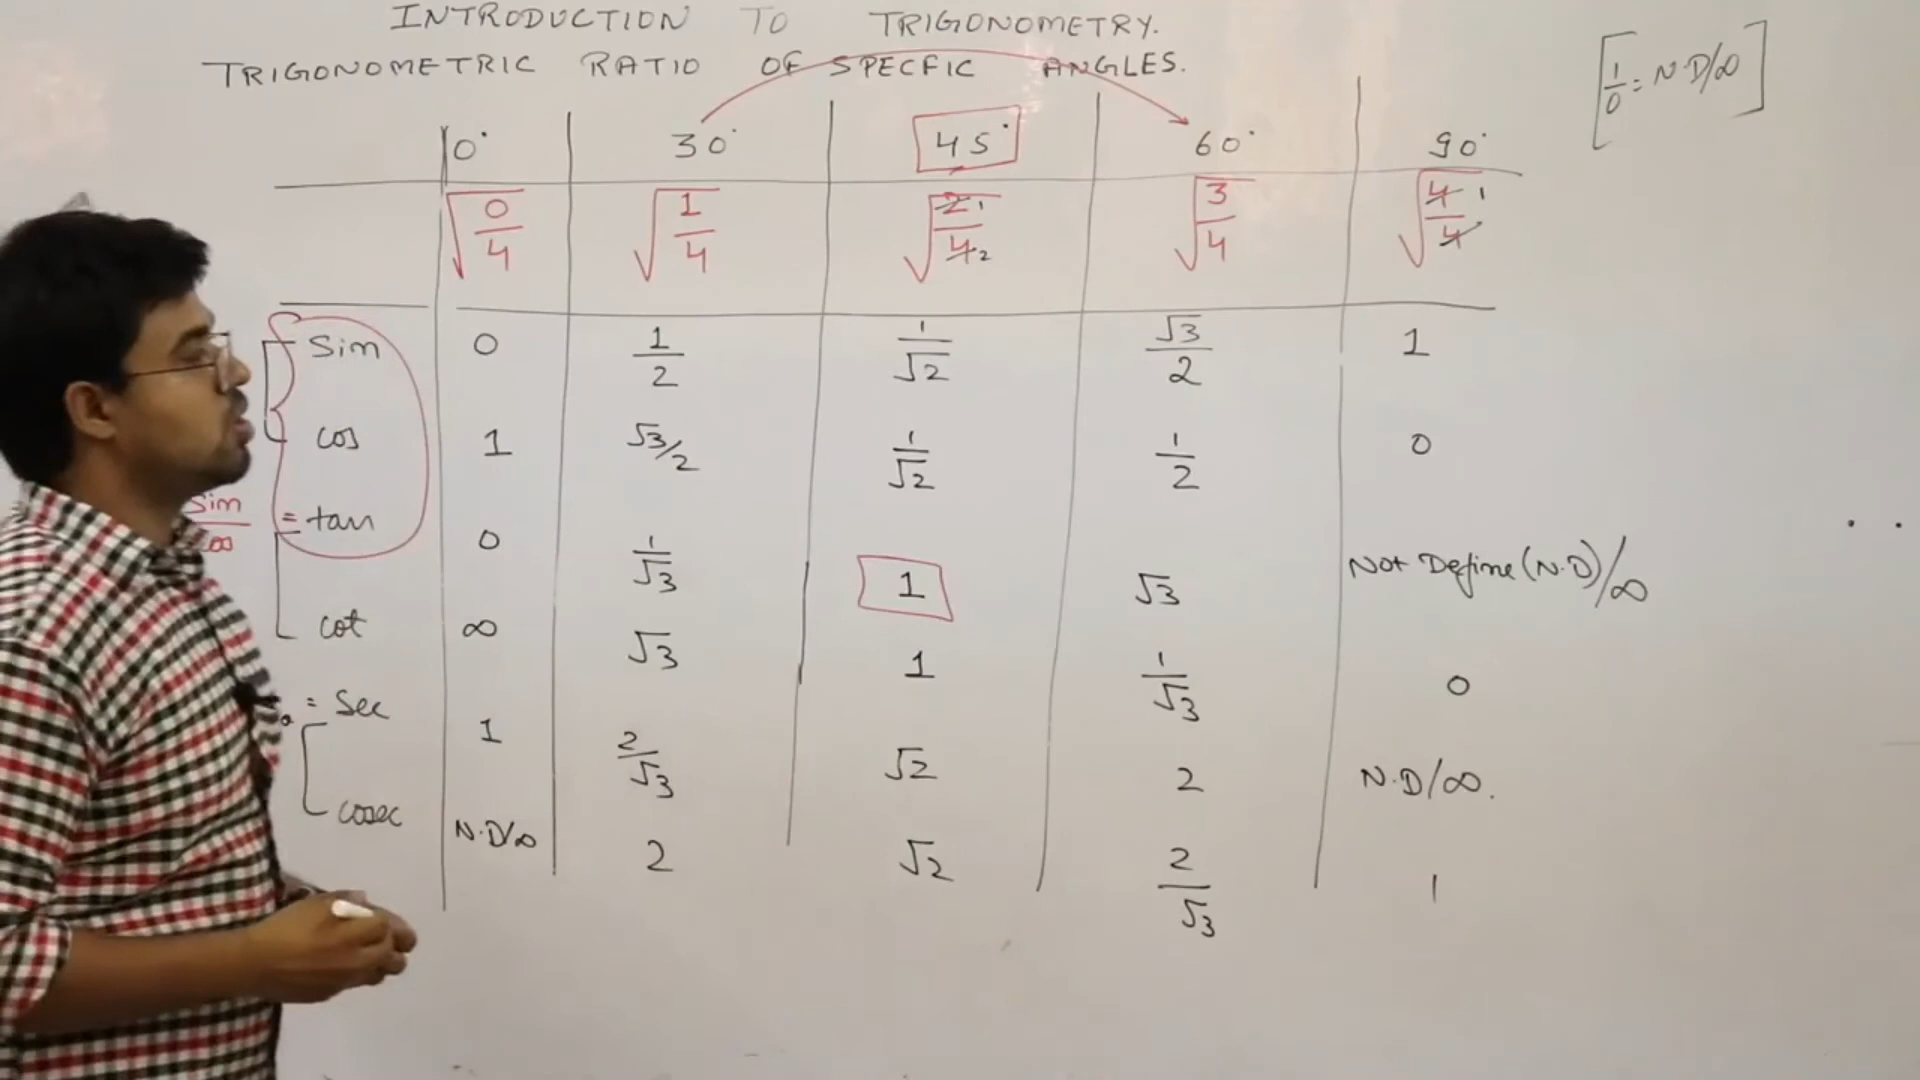 INTRODUCTION TO TRIGONOMETRY.
TRIGONOMETRIC RATIO OF SPECFIC ANGLES.
[1/0 = N.D/∞]
0° 30° 45° 60° 90°
√(0/4) √(1/4) √(2/4) 1 2 √(3/4) √(4/4) 1
Sin 0 1/2 1/√2 √3/2 1
cos 1 √3/2 1/√2 1/2 0
Sin/cos = tan 0 1/√3 1 √3 Not Define (N.D)/∞
cot ∞ √3 1 1/√3 0
= Sec 1 2/√3 √2 2 N.D/∞.
cosec N.D/∞ 2 √2 2/√3 1